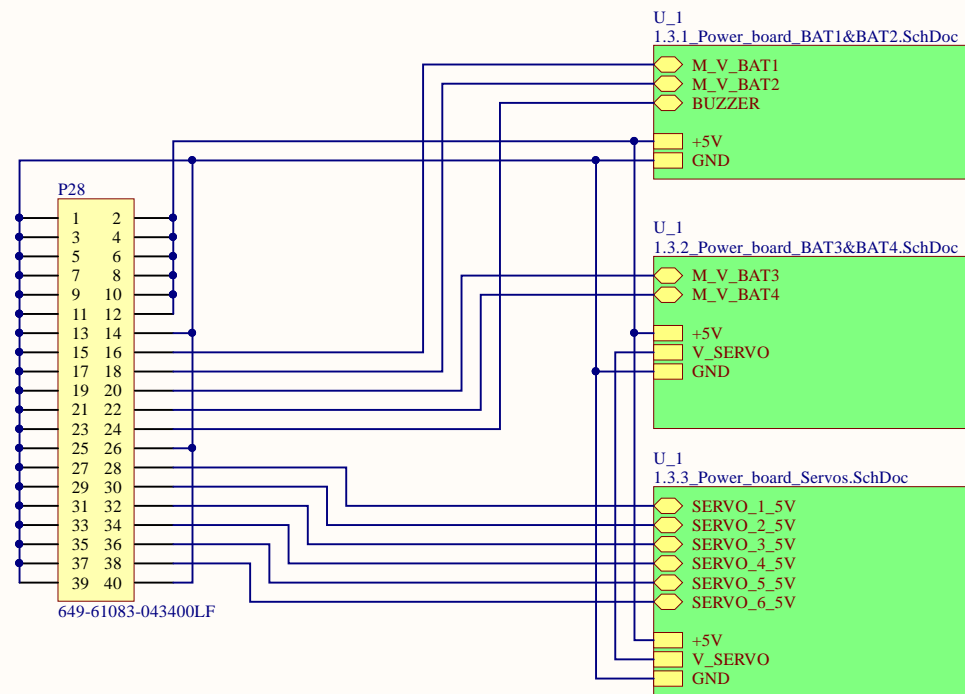 U_1
1.3.1_Power_board_BAT1&BAT2.SchDoc
M_V_BAT1
M_V_BAT2
BUZZER
+5V
GND
P28
1 2
3 4
5 6
7 8
9 10
11 12
13 14
15 16
17 18
19 20
21 22
23 24
25 26
27 28
29 30
31 32
33 34
35 36
37 38
39 40
649-61083-043400LF
U_1
1.3.2_Power_board_BAT3&BAT4.SchDoc
M_V_BAT3
M_V_BAT4
+5V
V_SERVO
GND
U_1
1.3.3_Power_board_Servos.SchDoc
SERVO_1_5V
SERVO_2_5V
SERVO_3_5V
SERVO_4_5V
SERVO_5_5V
SERVO_6_5V
+5V
V_SERVO
GND